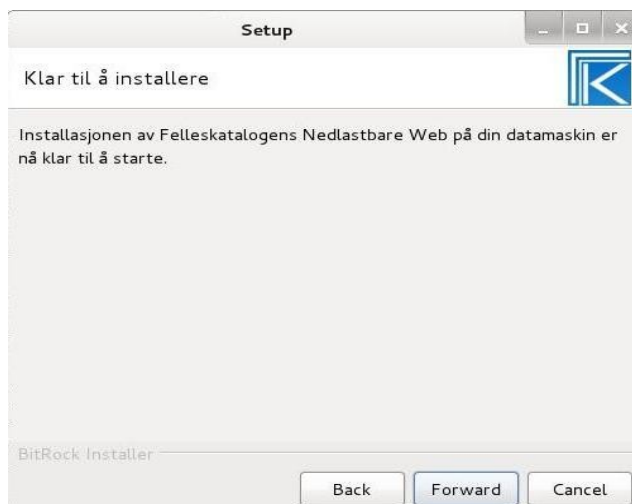 Setup
Klar til å installere
Installasjonen av Felleskatalogens Nedlastbare Web på din datamaskin er
nå klar til å starte.
BitRock Installer
Back
Forward
Cancel